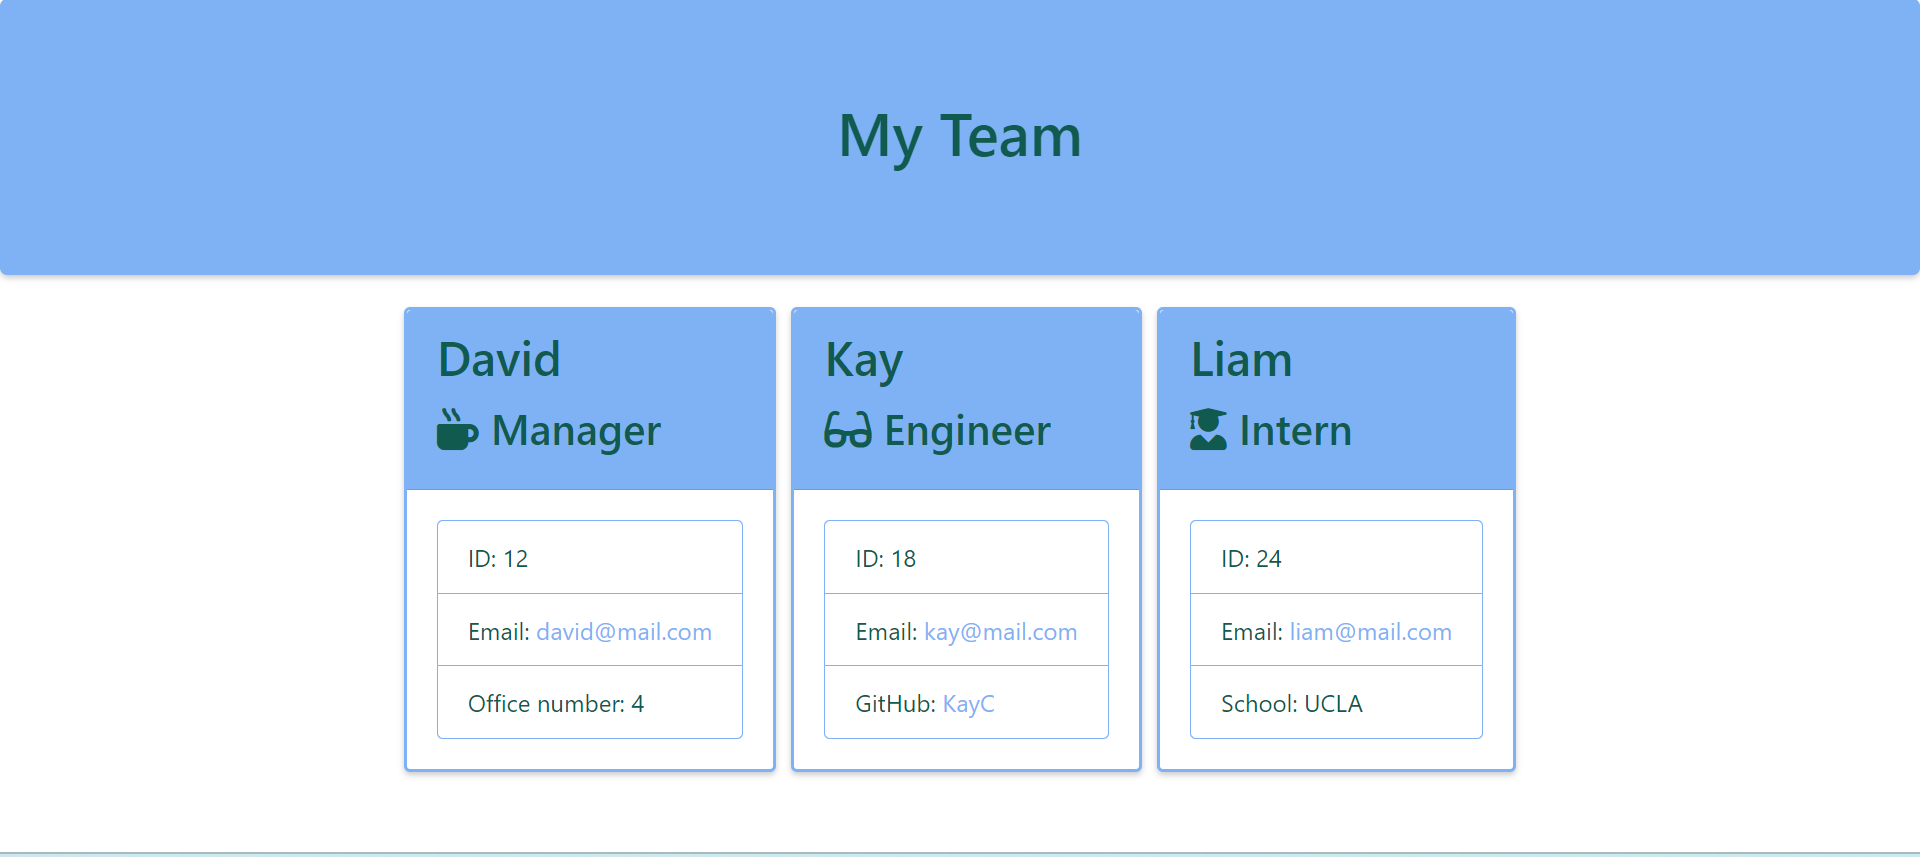 My Team
David
Manager
ID: 12
Email: david@mail.com
Office number: 4
Kay
Engineer
ID: 18
Email: kay@mail.com
GitHub: KayC
Liam
Intern
ID: 24
Email: liam@mail.com
School: UCLA